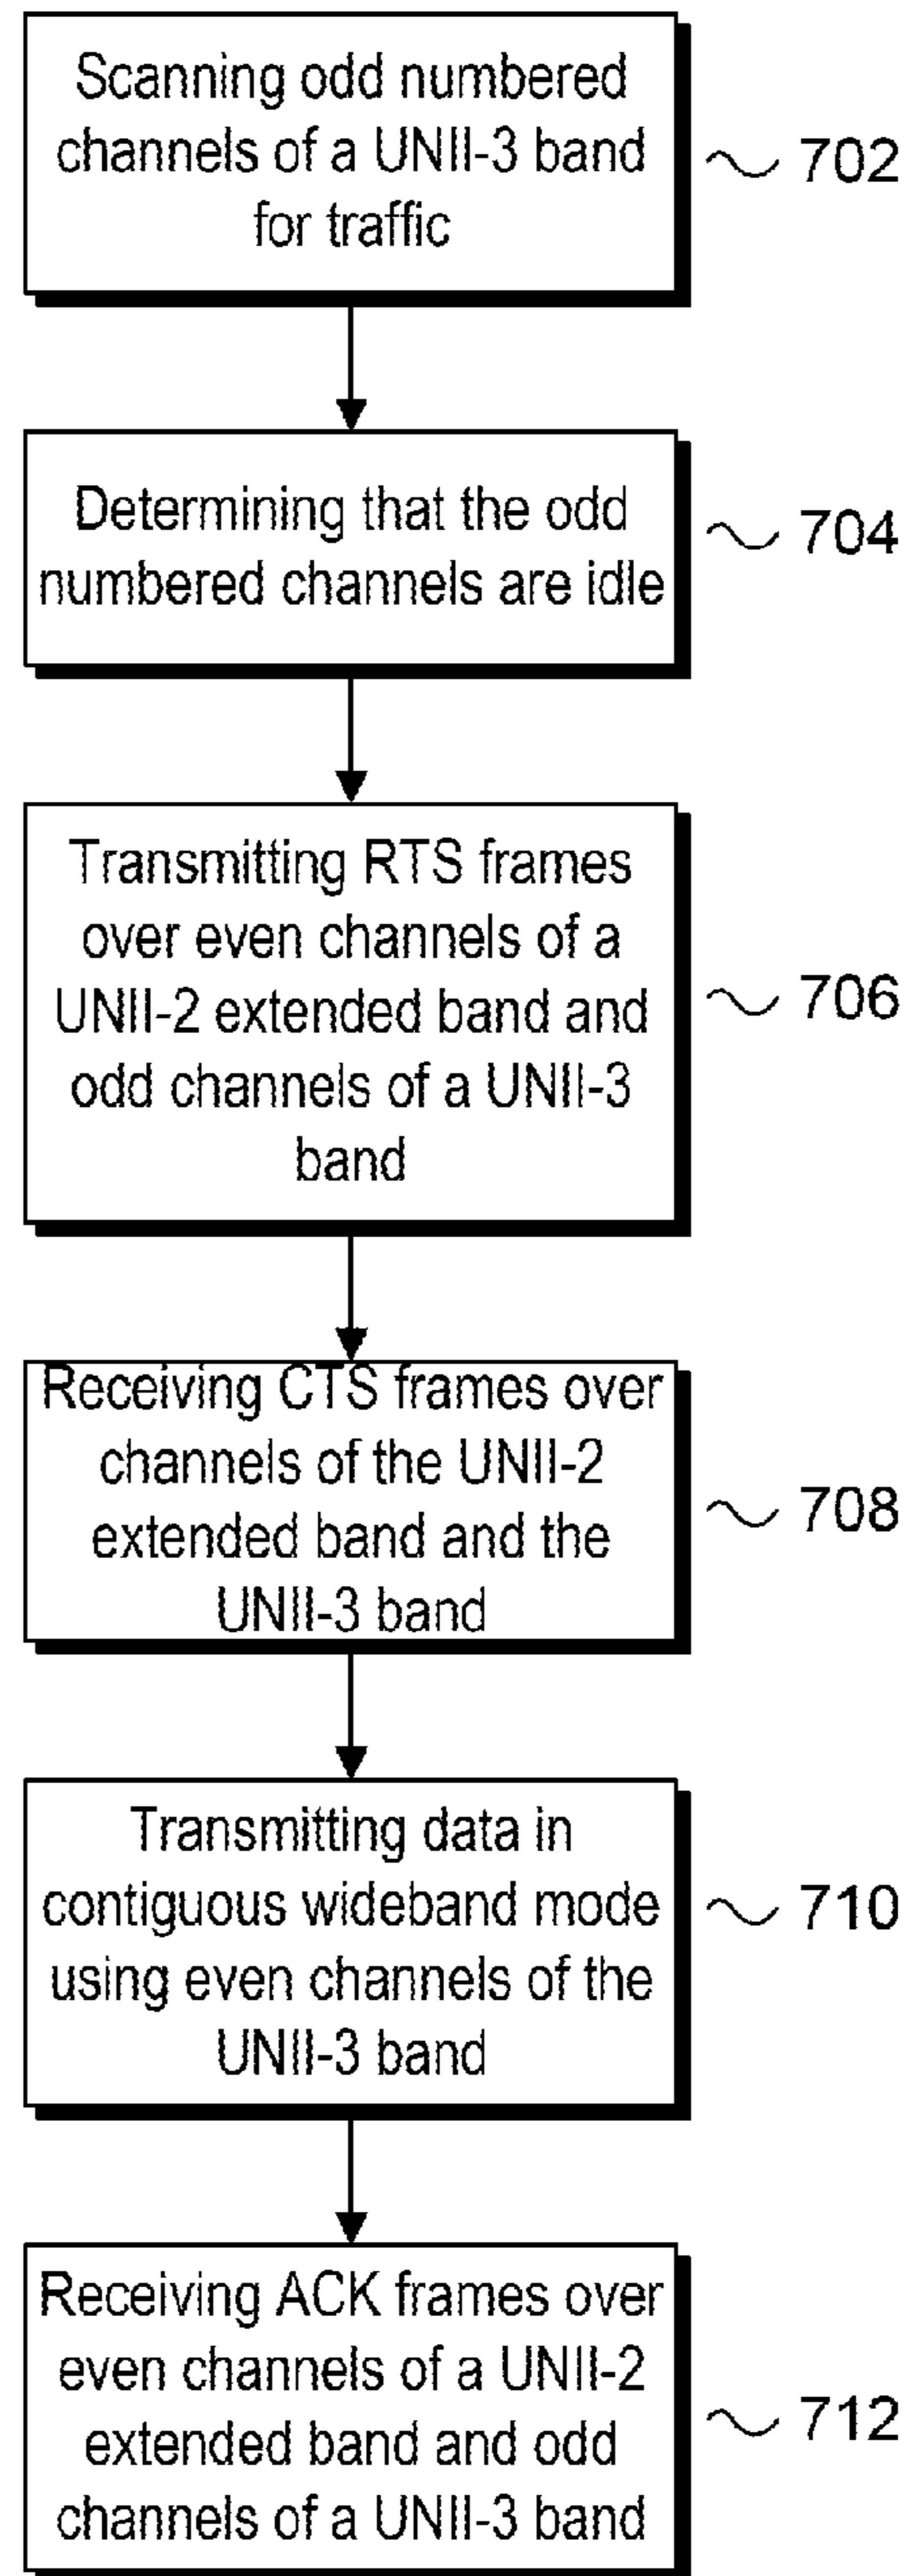 Scanning odd numbered
channels of a UNII-3 band
for traffic
702
Determining that the odd
numbered channels are idle
704
Transmitting RTS frames
over even channels of a
UNII-2 extended band and
odd channels of a UNII-3
band
706
Receiving CTS frames over
channels of the UNII-2
extended band and the
UNII-3 band
708
Transmitting data in
contiguous wideband mode
using even channels of the
UNII-3 band
710
Receiving ACK frames over
even channels of a UNII-2
extended band and odd
channels of a UNII-3 band
712